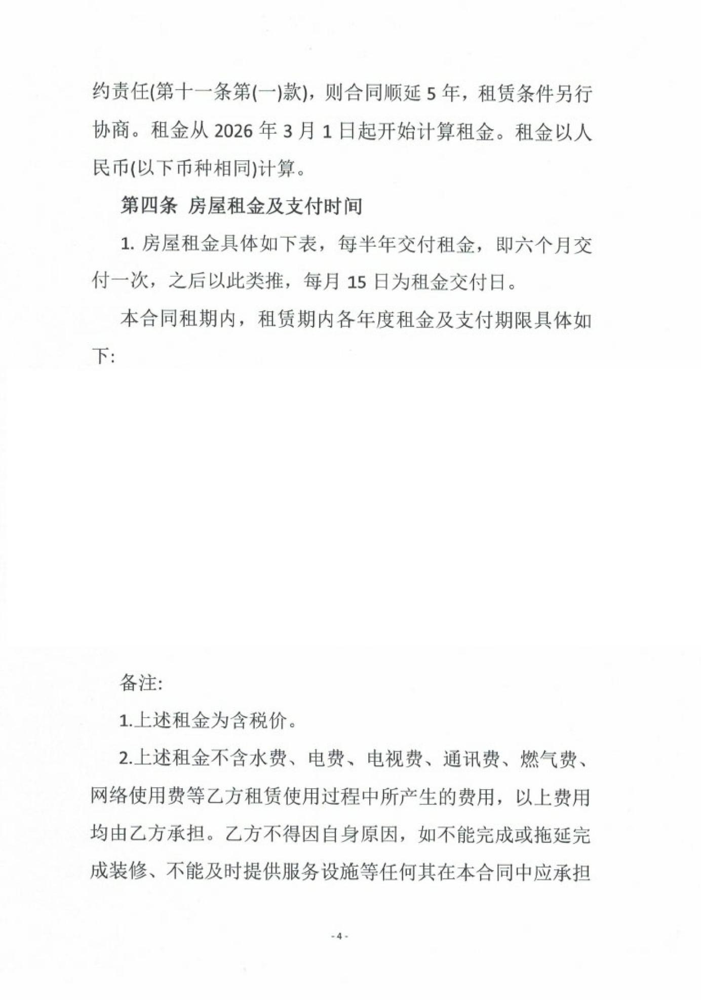 约责任(第十一条第(一)款)，则合同顺延 5 年，租赁条件另行
协商。租金从 2026 年 3 月 1 日起开始计算租金。租金以人
民币(以下币种相同)计算。
第四条 房屋租金及支付时间
1. 房屋租金具体如下表，每半年交付租金，即六个月交
付一次，之后以此类推，每月 15 日为租金交付日。
本合同租期内，租赁期内各年度租金及支付期限具体如
下:
备注:
1.上述租金为含税价。
2.上述租金不含水费、电费、电视费、通讯费、燃气费、
网络使用费等乙方租赁使用过程中所产生的费用，以上费用
均由乙方承担。乙方不得因自身原因，如不能完成或拖延完
成装修、不能及时提供服务设施等任何其在本合同中应承担
- 4 -